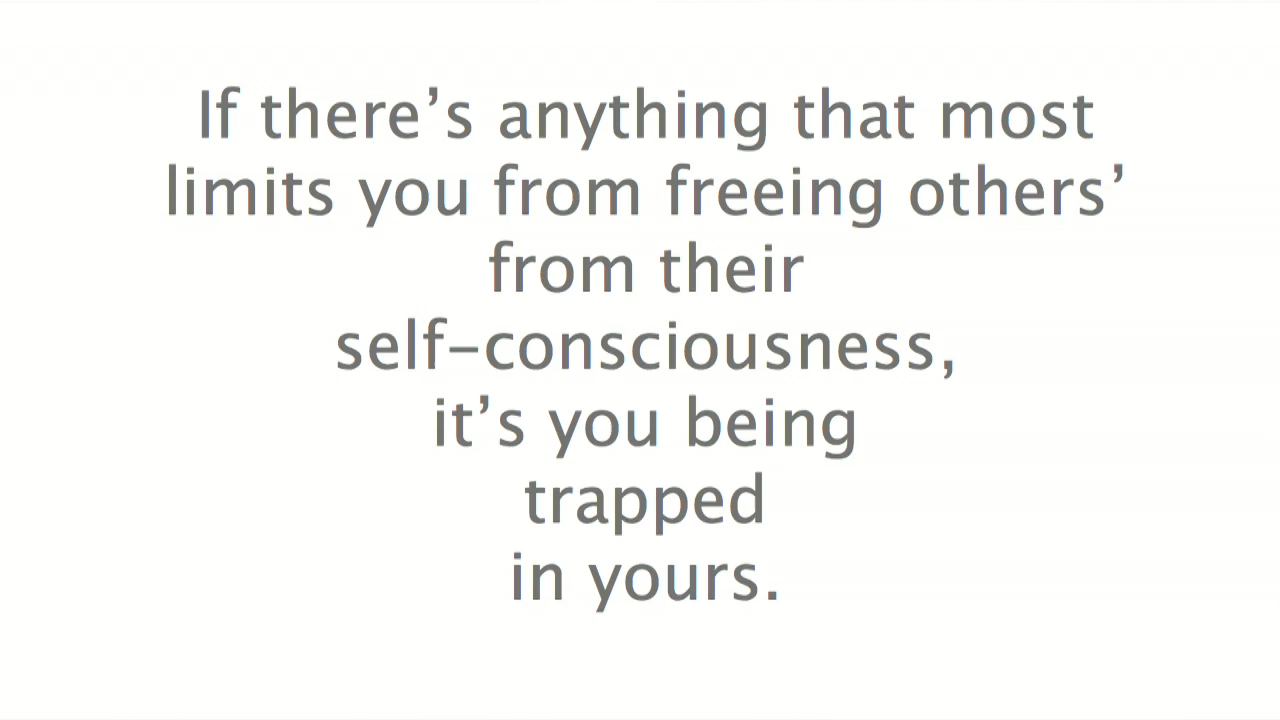 If there’s anything that most
limits you from freeing others’
from their
self-consciousness,
it’s you being
trapped
in yours.